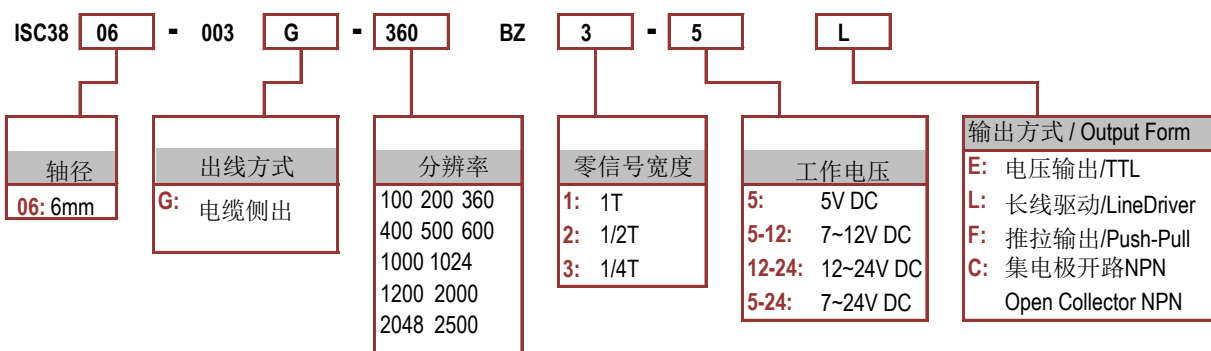 ISC38 06 - 003 G - 360 BZ 3 - 5 L
轴径
06: 6mm
出线方式
G: 电缆侧出
分辨率
100 200 360
400 500 600
1000 1024
1200 2000
2048 2500
零信号宽度
1: 1T
2: 1/2T
3: 1/4T
工作电压
5: 5V DC
5-12: 7~12V DC
12-24: 12~24V DC
5-24: 7~24V DC
输出方式 / Output Form
E: 电压输出/TTL
L: 长线驱动/LineDriver
F: 推拉输出/Push-Pull
C: 集电极开路NPN
Open Collector NPN